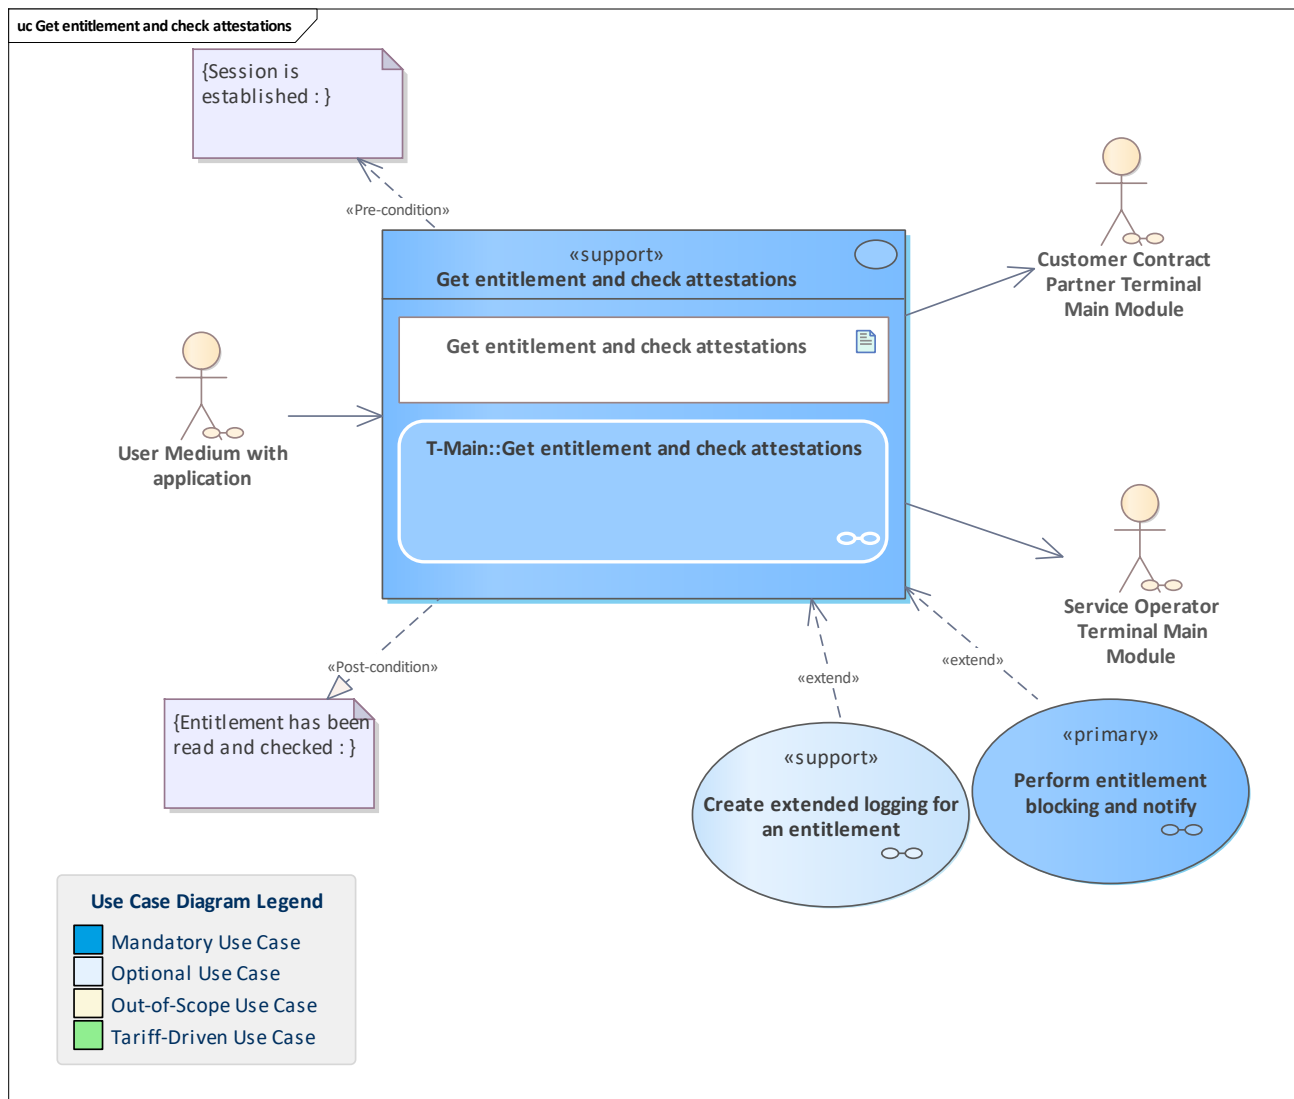 uc Get entitlement and check attestations
{Session is
established : }
«Pre-condition»
«support»
Get entitlement and check attestations
Get entitlement and check attestations
T-Main::Get entitlement and check attestations
Customer Contract
Partner Terminal
Main Module
User Medium with
application
Service Operator
Terminal Main
Module
«Post-condition»
{Entitlement has been
read and checked : }
«extend»
«extend»
«support»
Create extended logging for
an entitlement
«primary»
Perform entitlement
blocking and notify
Use Case Diagram Legend
Mandatory Use Case
Optional Use Case
Out-of-Scope Use Case
Tariff-Driven Use Case